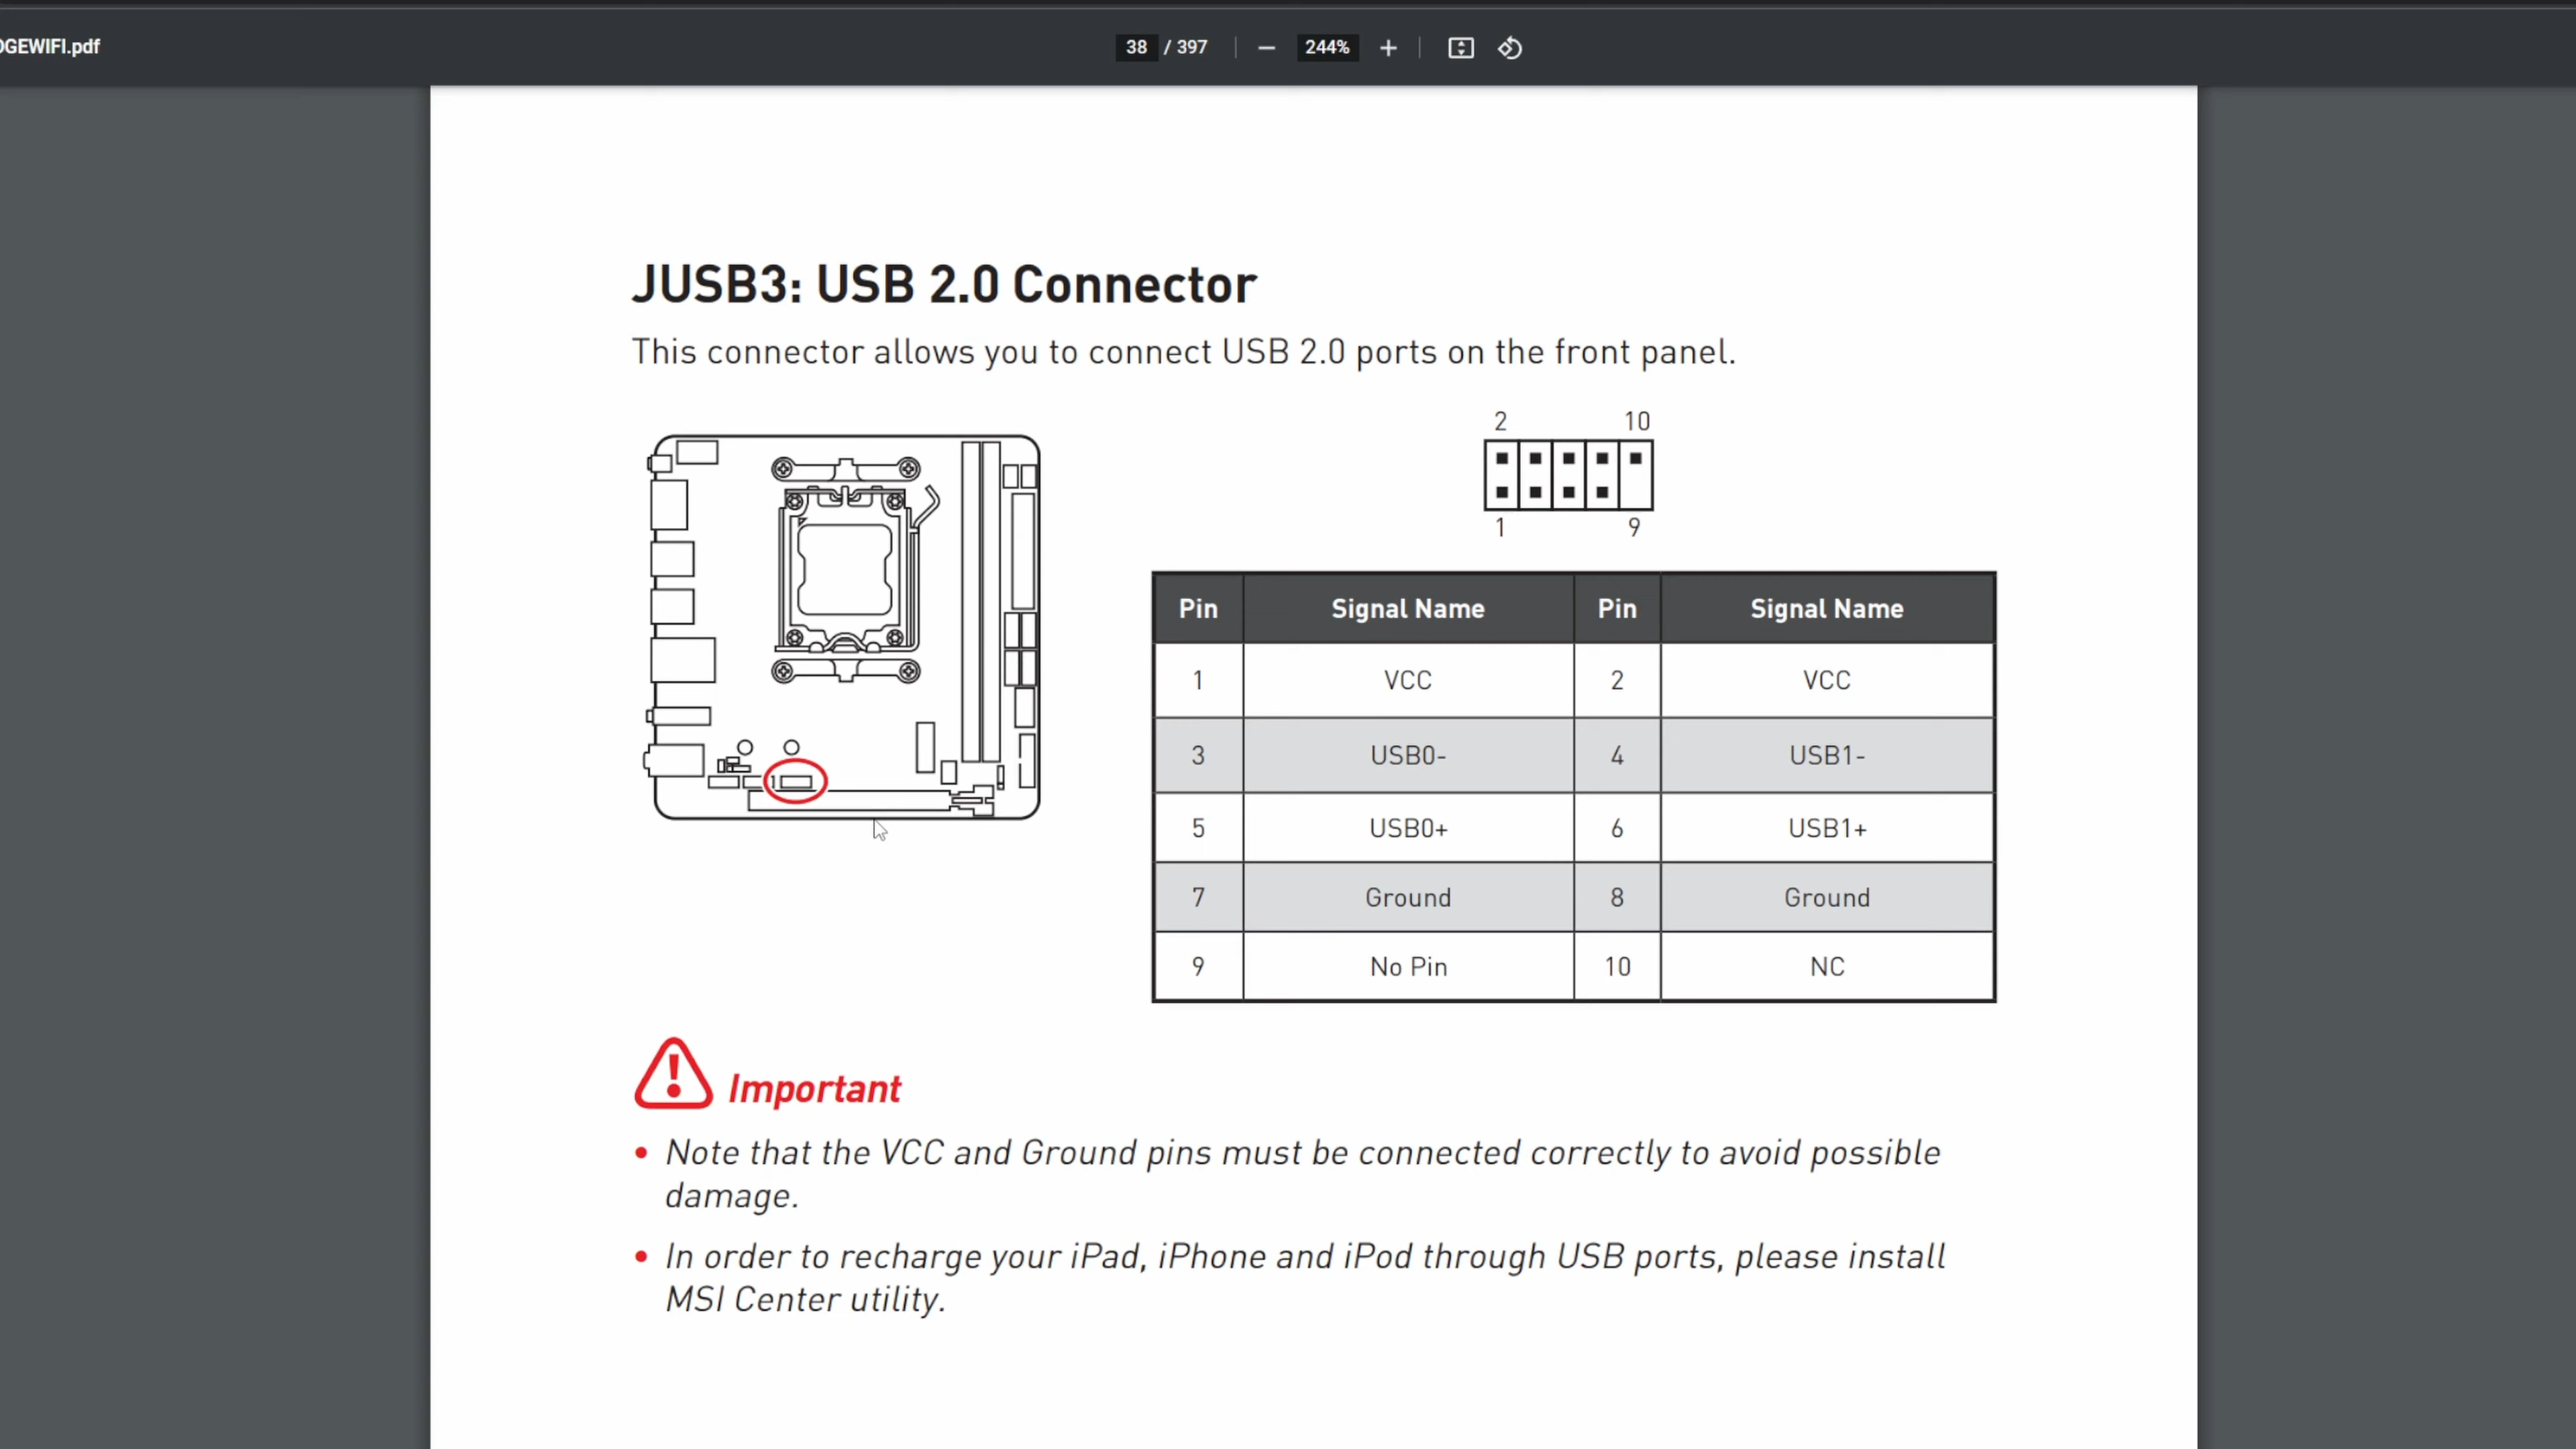 OGEWIFI.pdf
38 / 397
244%
JUSB3: USB 2.0 Connector
This connector allows you to connect USB 2.0 ports on the front panel.
2 10
1 9
Pin Signal Name Pin Signal Name
1 VCC 2 VCC
3 USB0- 4 USB1-
5 USB0+ 6 USB1+
7 Ground 8 Ground
9 No Pin 10 NC
Important
• Note that the VCC and Ground pins must be connected correctly to avoid possible
damage.
• In order to recharge your iPad, iPhone and iPod through USB ports, please install
MSI Center utility.